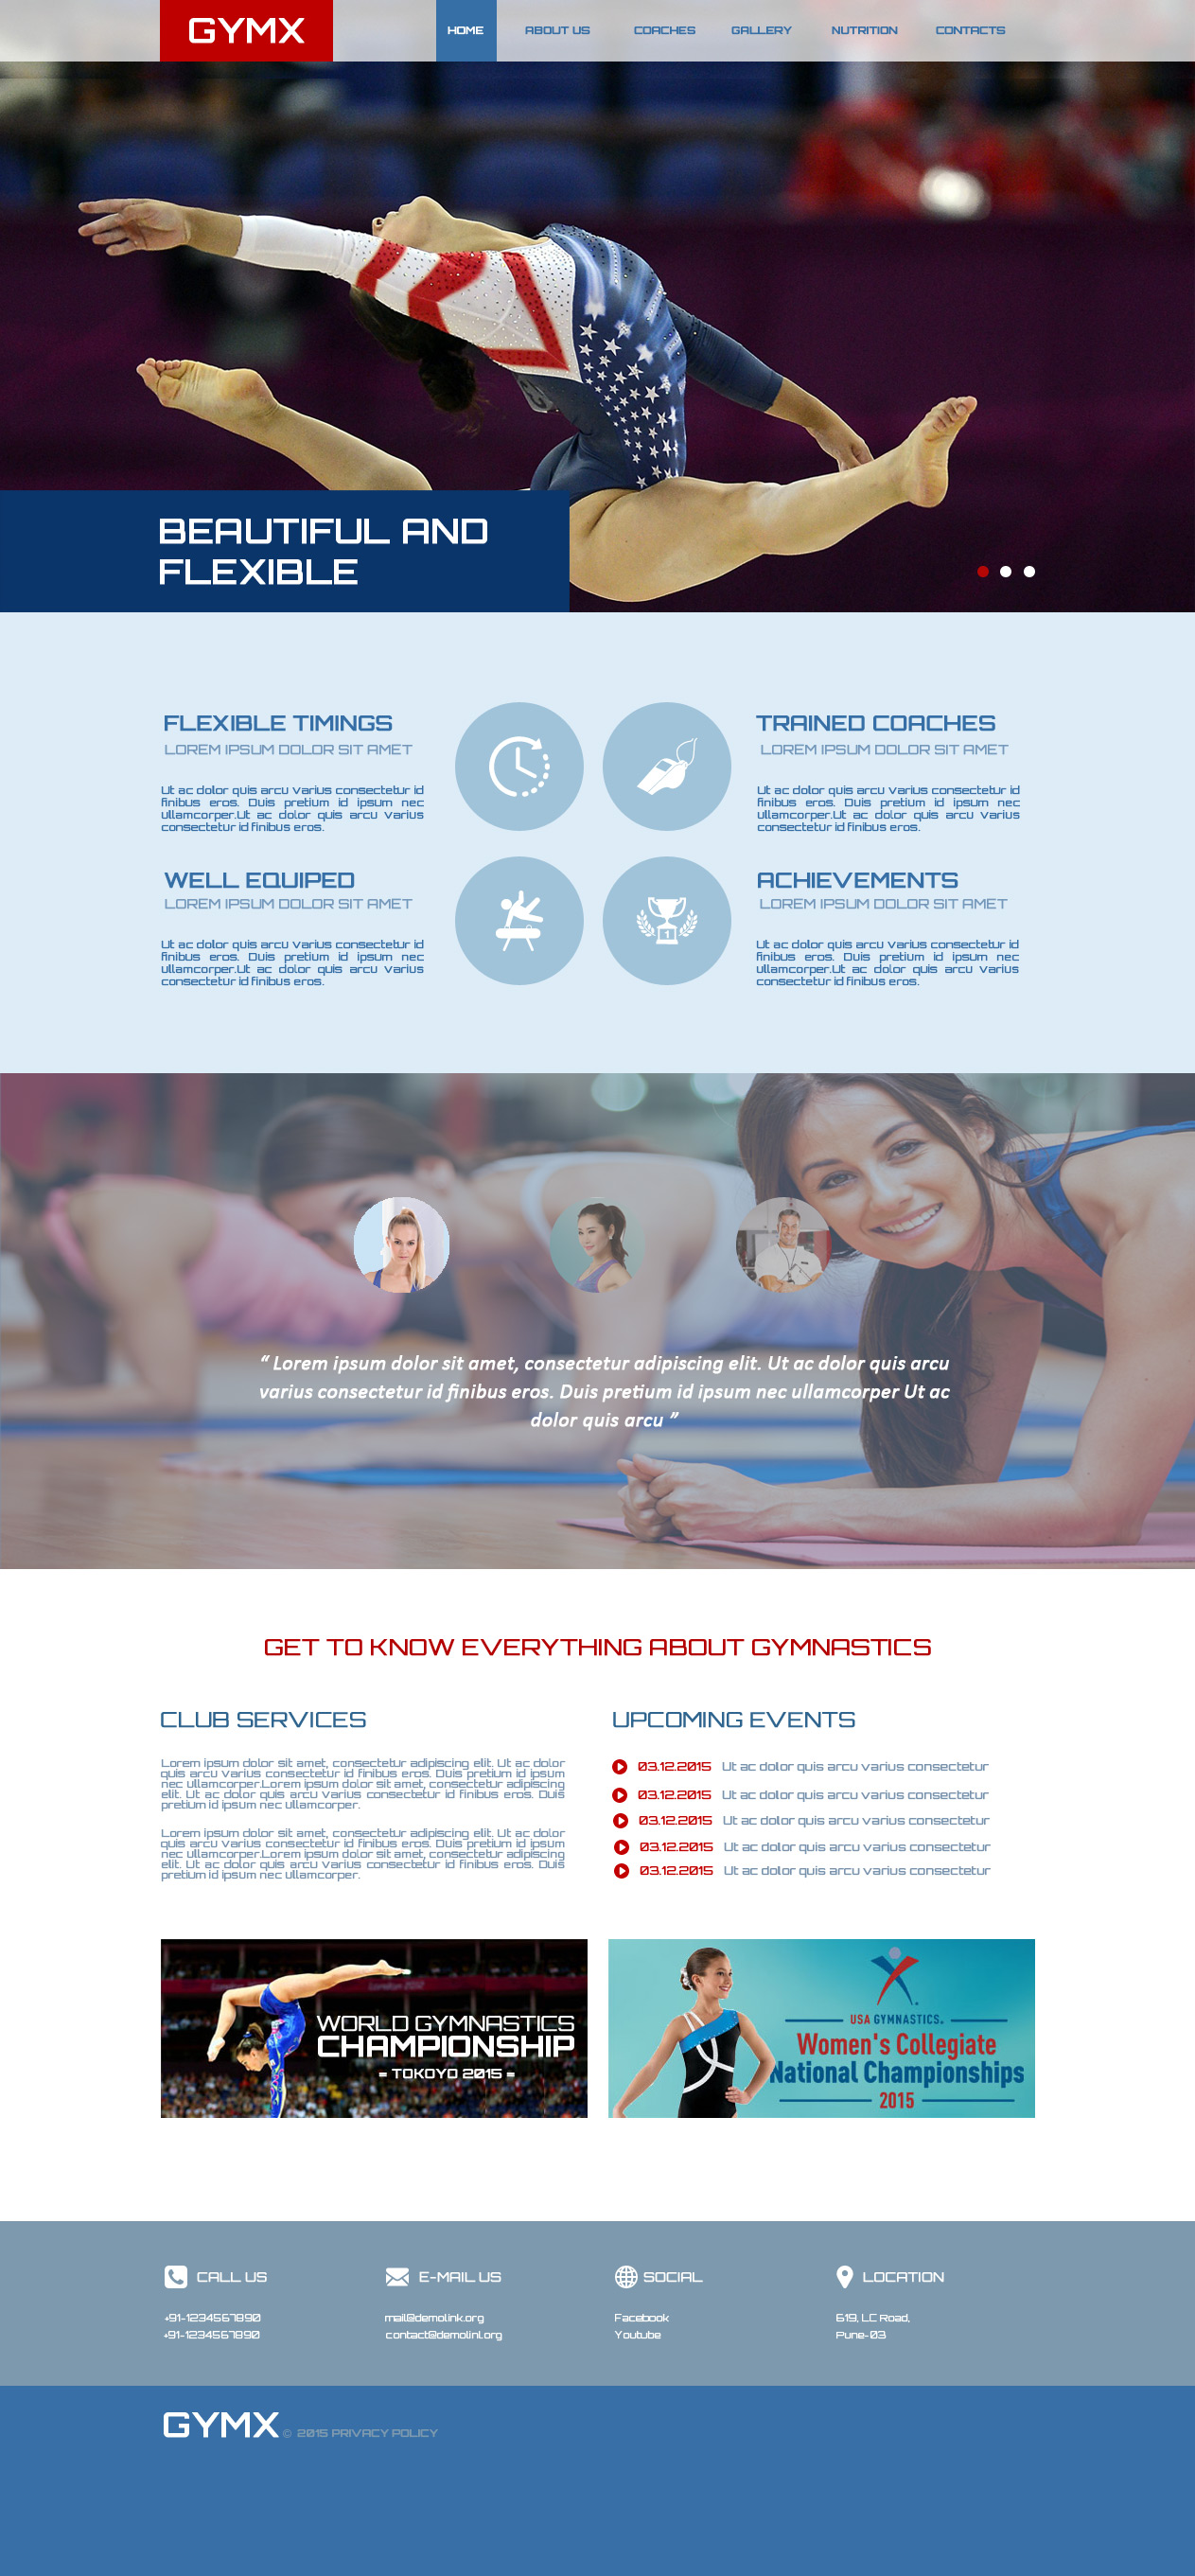 GYMX
HOME ABOUT US COACHES GALLERY NUTRITION CONTACTS
BEAUTIFUL AND
FLEXIBLE
FLEXIBLE TIMINGS
LOREM IPSUM DOLOR SIT AMET
Ut ac dolor quis arcu varius consectetur id
finibus eros. Duis pretium id ipsum nec
ullamcorper.Ut ac dolor quis arcu varius
consectetur id finibus eros.
TRAINED COACHES
LOREM IPSUM DOLOR SIT AMET
Ut ac dolor quis arcu varius consectetur id
finibus eros. Duis pretium id ipsum nec
ullamcorper.Ut ac dolor quis arcu varius
consectetur id finibus eros.
WELL EQUIPED
LOREM IPSUM DOLOR SIT AMET
Ut ac dolor quis arcu varius consectetur id
finibus eros. Duis pretium id ipsum nec
ullamcorper.Ut ac dolor quis arcu varius
consectetur id finibus eros.
1
ACHIEVEMENTS
LOREM IPSUM DOLOR SIT AMET
Ut ac dolor quis arcu varius consectetur id
finibus eros. Duis pretium id ipsum nec
ullamcorper.Ut ac dolor quis arcu varius
consectetur id finibus eros.
“ Lorem ipsum dolor sit amet, consectetur adipiscing elit. Ut ac dolor quis arcu
varius consectetur id finibus eros. Duis pretium id ipsum nec ullamcorper Ut ac
dolor quis arcu ”
GET TO KNOW EVERYTHING ABOUT GYMNASTICS
CLUB SERVICES
Lorem ipsum dolor sit amet, consectetur adipiscing elit. Ut ac dolor
quis arcu varius consectetur id finibus eros. Duis pretium id ipsum
nec ullamcorper.Lorem ipsum dolor sit amet, consectetur adipiscing
elit. Ut ac dolor quis arcu varius consectetur id finibus eros. Duis
pretium id ipsum nec ullamcorper.
Lorem ipsum dolor sit amet, consectetur adipiscing elit. Ut ac dolor
quis arcu varius consectetur id finibus eros. Duis pretium id ipsum
nec ullamcorper.Lorem ipsum dolor sit amet, consectetur adipiscing
elit. Ut ac dolor quis arcu varius consectetur id finibus eros. Duis
pretium id ipsum nec ullamcorper.
UPCOMING EVENTS
03.12.2015 Ut ac dolor quis arcu varius consectetur
03.12.2015 Ut ac dolor quis arcu varius consectetur
03.12.2015 Ut ac dolor quis arcu varius consectetur
03.12.2015 Ut ac dolor quis arcu varius consectetur
03.12.2015 Ut ac dolor quis arcu varius consectetur
WORLD GYMNASTICS
CHAMPIONSHIP
= TOKOYO 2015 =
USA GYMNASTICS.
Women's Collegiate
National Championships
2015
CALL US
+91-1234567890
+91-1234567890
E-MAIL US
mail@demolink.org
contact@demolinl.org
SOCIAL
Facebook
Youtube
LOCATION
619, LC Road,
Pune-03
GYMX © 2015 PRIVACY POLICY